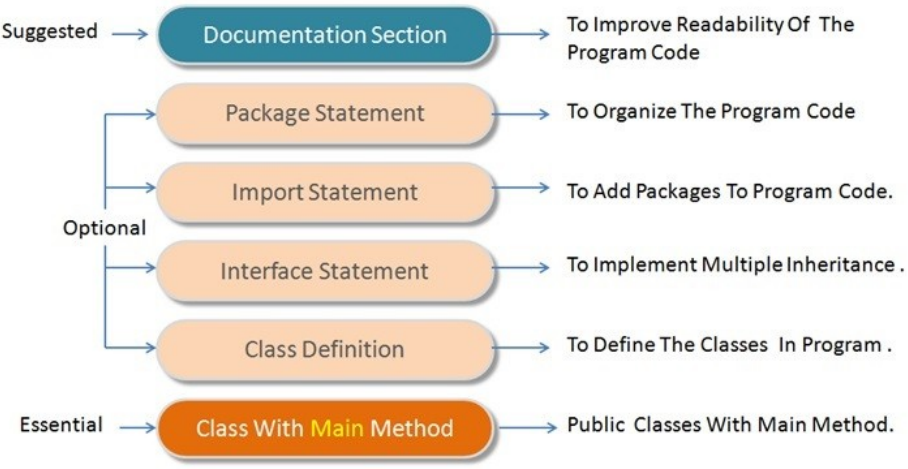 Suggested
Documentation Section
To Improve Readability Of The
Program Code
Package Statement
To Organize The Program Code
Import Statement
To Add Packages To Program Code.
Optional
Interface Statement
To Implement Multiple Inheritance .
Class Definition
To Define The Classes In Program .
Essential
Class With Main Method
Public Classes With Main Method.